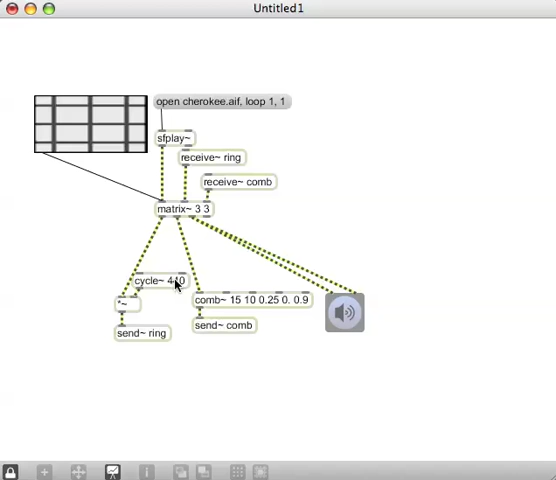 Untitled1
open cherokee.aif, loop 1, 1
sfplay~
receive~ ring
receive~ comb
matrix~ 3 3
cycle~ 440
comb~ 15 10 0.25 0. 0.9
*~
send~ comb
send~ ring